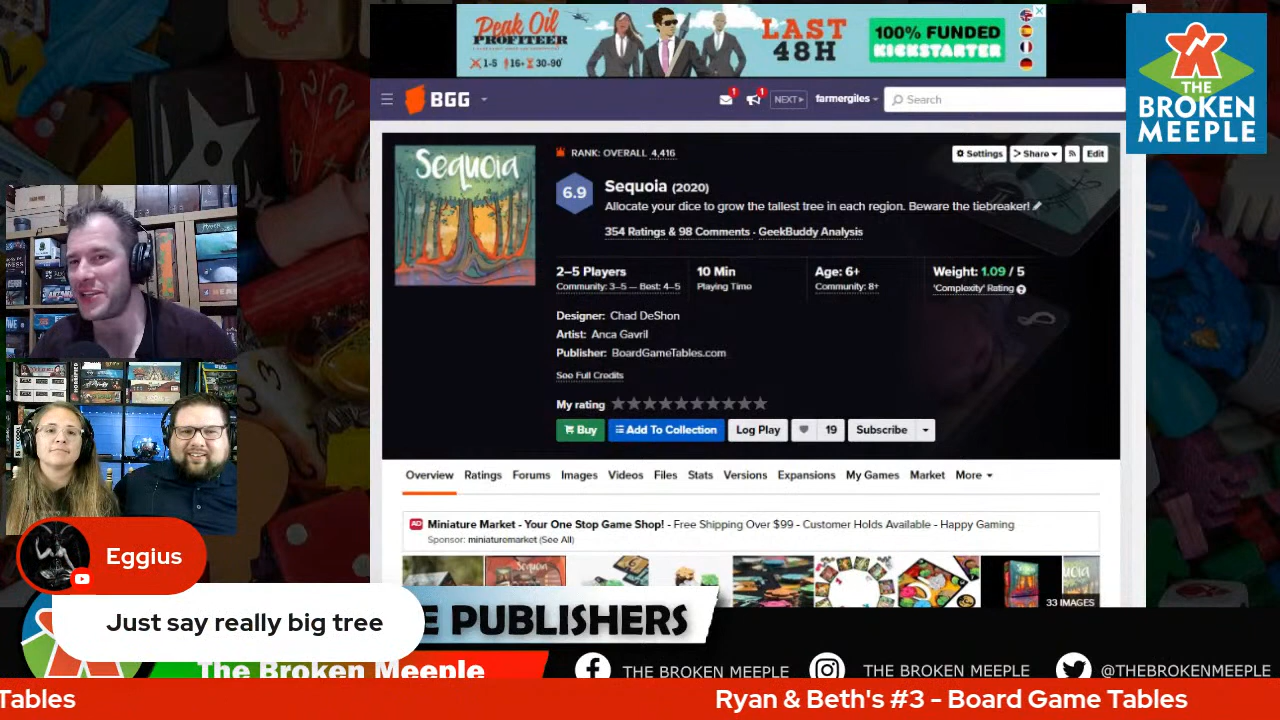 Peak Oil
PROFITEER
1-5 16+ 30-90'
LAST
48H
100% FUNDED
KICKSTARTER
THE
BROKEN
MEEPLE
BGG
1
1
NEXT
farmergiles
Search
Sequoia
RANK: OVERALL 4,416
Settings
Share
Edit
6.9
Sequoia (2020)
Allocate your dice to grow the tallest tree in each region. Beware the tiebreaker!
354 Ratings & 98 Comments · GeekBuddy Analysis
2–5 Players
Community: 3–5 — Best: 4–5
10 Min
Playing Time
Age: 6+
Community: 8+
Weight: 1.09 / 5
'Complexity' Rating
Designer: Chad DeShon
Artist: Anca Gavril
Publisher: BoardGameTables.com
See Full Credits
My rating
Buy
Add To Collection
Log Play
19
Subscribe
Overview Ratings Forums Images Videos Files Stats Versions Expansions My Games Market More
AD Miniature Market - Your One Stop Game Shop! - Free Shipping Over $99 - Customer Holds Available - Happy Gaming
Sponsor: miniaturemarket (See All)
33 IMAGES
Eggius
Just say really big tree
E PUBLISHERS
The Broken Meeple
THE BROKEN MEEPLE
THE BROKEN MEEPLE
@THEBROKENMEEPLE
Tables
Ryan & Beth's #3 - Board Game Tables